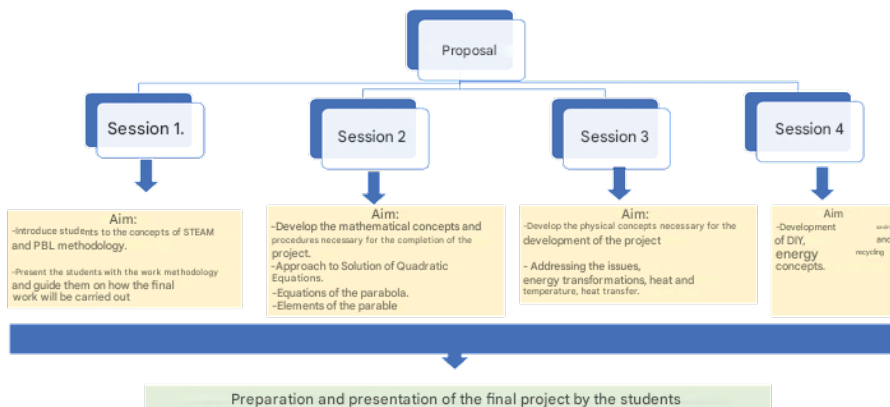 Proposal
Session 1.
Session 2
Session 3
Session 4
Aim:
-Introduce students to the concepts of STEAM
and PBL methodology.
-Present the students with the work methodology
and guide them on how the final
work will be carried out
Aim:
-Develop the mathematical concepts and
procedures necessary for the completion of the
project.
-Approach to Solution of Quadratic
Equations.
-Equations of the parabola.
-Elements of the parable
Aim:
-Develop the physical concepts necessary for the
development of the project
- Addressing the issues,
energy transformations, heat and
temperature, heat transfer.
Aim
-Development
of DIY, and
energy recycling
concepts.
Preparation and presentation of the final project by the students